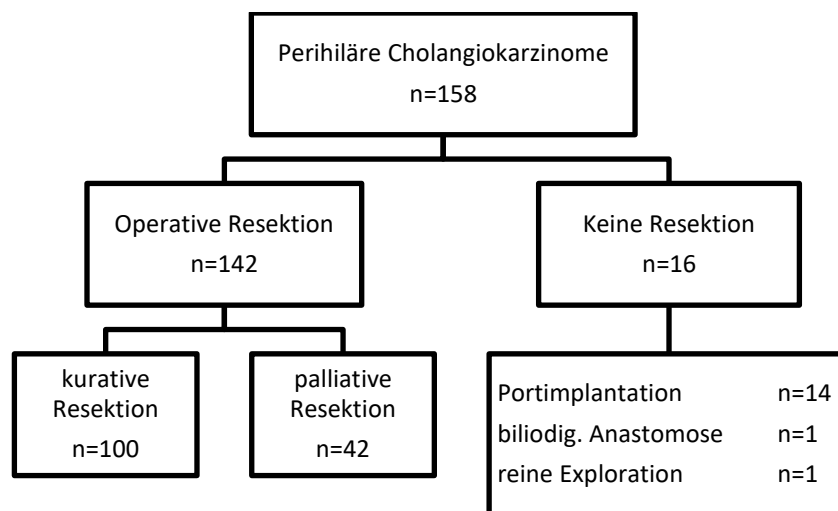 Perihiläre Cholangiokarzinome
n=158
Operative Resektion
n=142
Keine Resektion
n=16
kurative
Resektion
n=100
palliative
Resektion
n=42
Portimplantation n=14
biliodig. Anastomose n=1
reine Exploration n=1